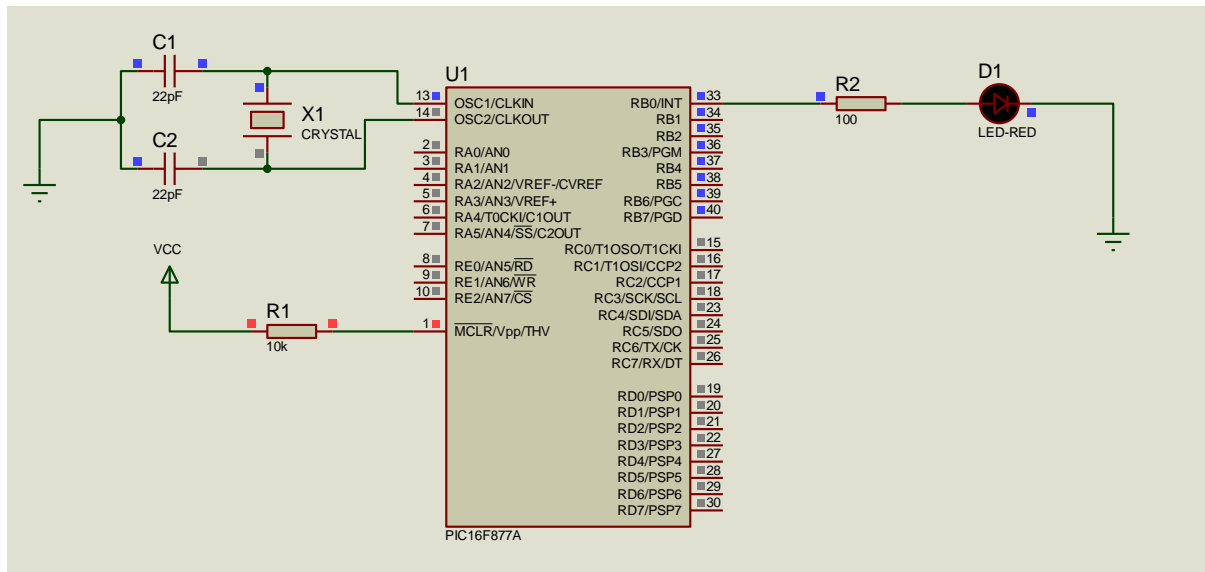 C1
22pF
X1
CRYSTAL
C2
22pF
VCC
R1
10k
U1
13
OSC1/CLKIN
14
OSC2/CLKOUT
2
RA0/AN0
3
RA1/AN1
4
RA2/AN2/VREF-/CVREF
5
RA3/AN3/VREF+
6
RA4/T0CKI/C1OUT
7
RA5/AN4/SS/C2OUT
8
RE0/AN5/RD
9
RE1/AN6/WR
10
RE2/AN7/CS
1
MCLR/Vpp/THV
RB0/INT
33
RB1
34
RB2
35
RB3/PGM
36
RB4
37
RB5
38
RB6/PGC
39
RB7/PGD
40
RC0/T1OSO/T1CKI
15
RC1/T1OSI/CCP2
16
RC2/CCP1
17
RC3/SCK/SCL
18
RC4/SDI/SDA
23
RC5/SDO
24
RC6/TX/CK
25
RC7/RX/DT
26
RD0/PSP0
19
RD1/PSP1
20
RD2/PSP2
21
RD3/PSP3
22
RD4/PSP4
27
RD5/PSP5
28
RD6/PSP6
29
RD7/PSP7
30
PIC16F877A
R2
100
D1
LED-RED